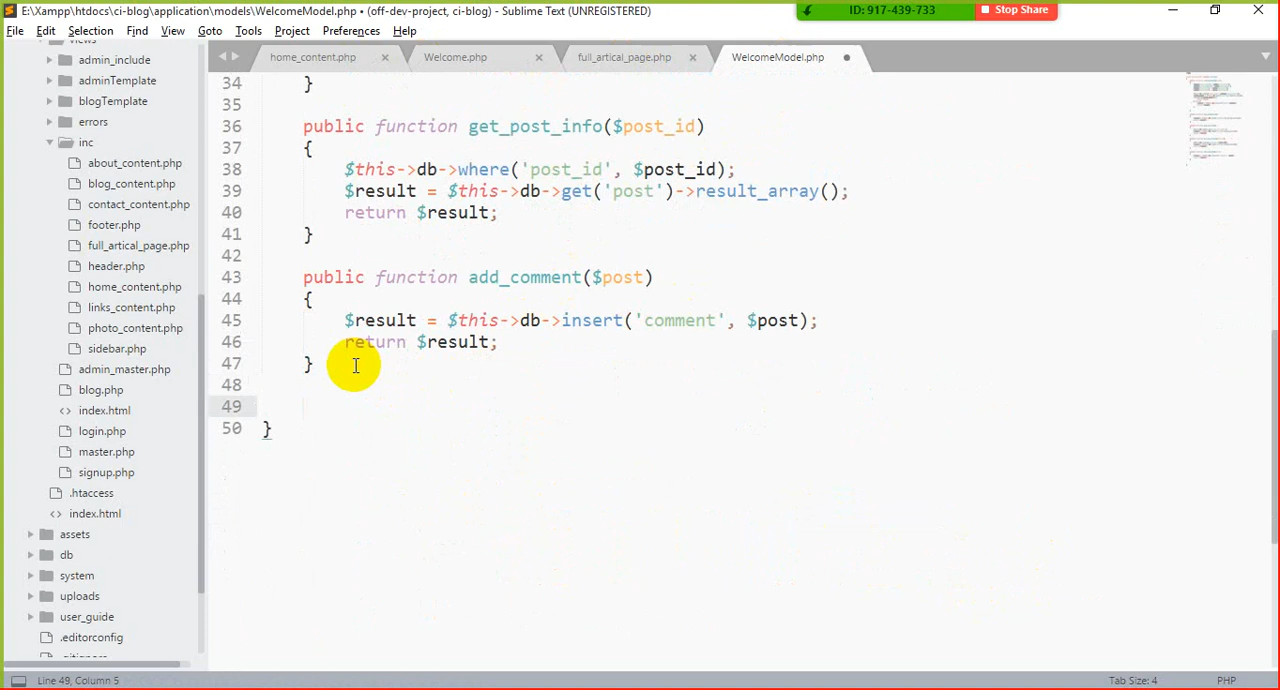 E:\Xampp\htdocs\ci-blog\application\models\WelcomeModel.php • (off-dev-project, ci-blog) - Sublime Text (UNREGISTERED)
ID: 917-439-733
Stop Share
File Edit Selection Find View Goto Tools Project Preferences Help
home_content.php
Welcome.php
full_artical_page.php
WelcomeModel.php
views
admin_include
adminTemplate
blogTemplate
errors
inc
about_content.php
blog_content.php
contact_content.php
footer.php
full_artical_page.php
header.php
home_content.php
links_content.php
photo_content.php
sidebar.php
admin_master.php
blog.php
index.html
login.php
master.php
signup.php
.htaccess
index.html
assets
db
system
uploads
user_guide
.editorconfig
.gitignore
34 }
35
36 public function get_post_info($post_id)
37 {
38 $this->db->where('post_id', $post_id);
39 $result = $this->db->get('post')->result_array();
40 return $result;
41 }
42
43 public function add_comment($post)
44 {
45 $result = $this->db->insert('comment', $post);
46 return $result;
47 }
48
49
50 }
Line 49, Column 5
Tab Size: 4
PHP